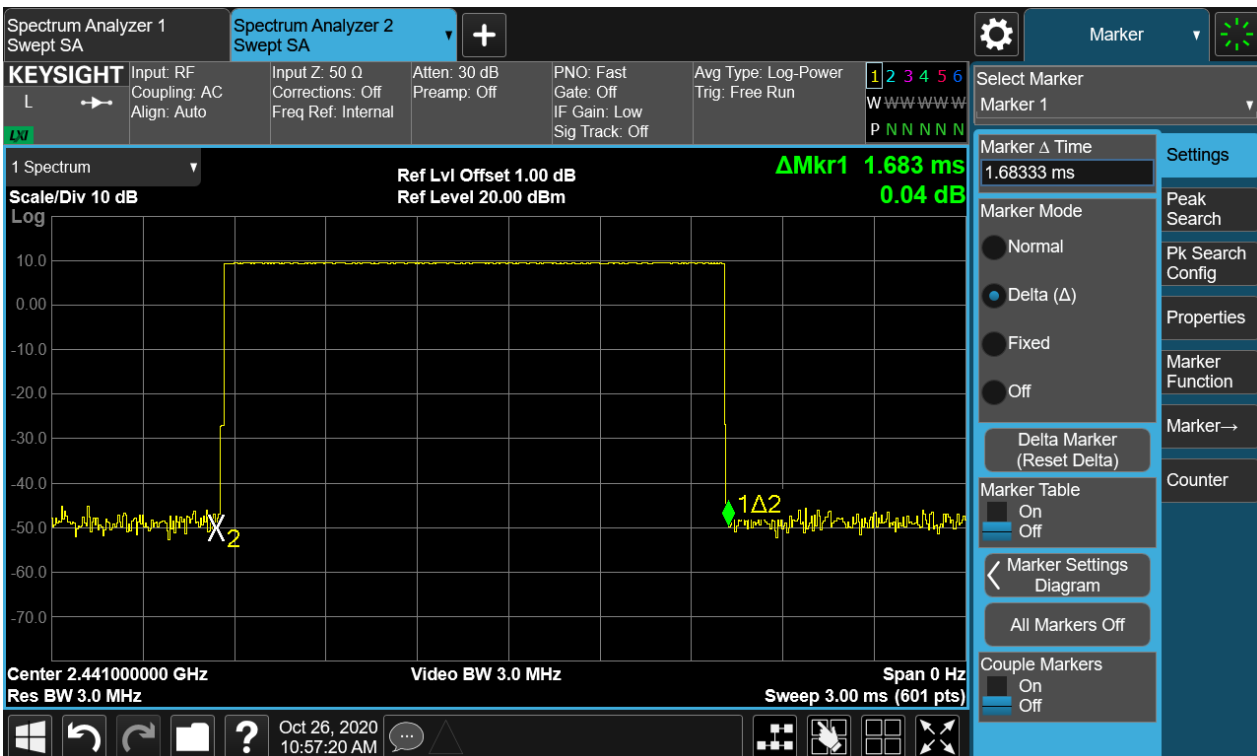 Spectrum Analyzer 1
Swept SA
Spectrum Analyzer 2
Swept SA
Marker
KEYSIGHT
L
LXI
Input: RF
Coupling: AC
Align: Auto
Input Z: 50 Ω
Corrections: Off
Freq Ref: Internal
Atten: 30 dB
Preamp: Off
PNO: Fast
Gate: Off
IF Gain: Low
Sig Track: Off
Avg Type: Log-Power
Trig: Free Run
1 2 3 4 5 6
W W W W W W
P N N N N N
Select Marker
Marker 1
1 Spectrum
Scale/Div 10 dB
Log
Ref Lvl Offset 1.00 dB
Ref Level 20.00 dBm
ΔMkr1 1.683 ms
0.04 dB
10.0
0.00
-10.0
-20.0
-30.0
-40.0
-50.0
-60.0
-70.0
2
1Δ2
Center 2.441000000 GHz
Res BW 3.0 MHz
Video BW 3.0 MHz
Span 0 Hz
Sweep 3.00 ms (601 pts)
Marker Δ Time
1.68333 ms
Marker Mode
Normal
Delta (Δ)
Fixed
Off
Delta Marker
(Reset Delta)
Marker Table
On
Off
Marker Settings
Diagram
All Markers Off
Couple Markers
On
Off
Settings
Peak
Search
Pk Search
Config
Properties
Marker
Function
Marker→
Counter
?
Oct 26, 2020
10:57:20 AM